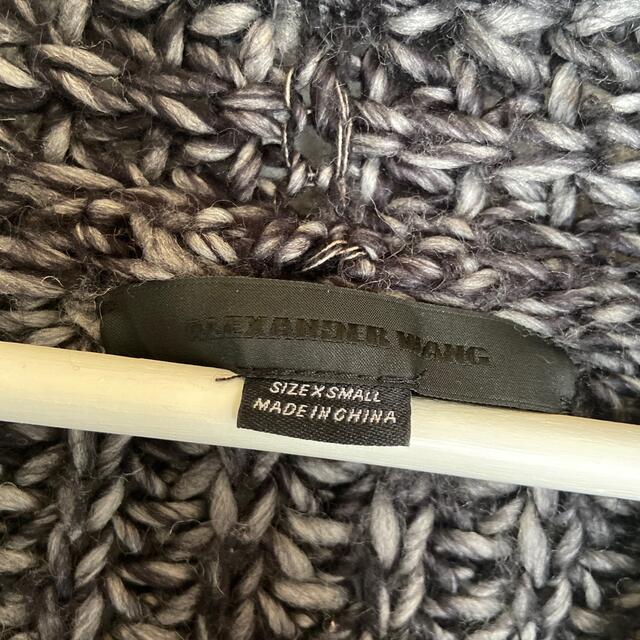 ALEXANDER WANG
SIZE X SMALL
MADE IN CHINA